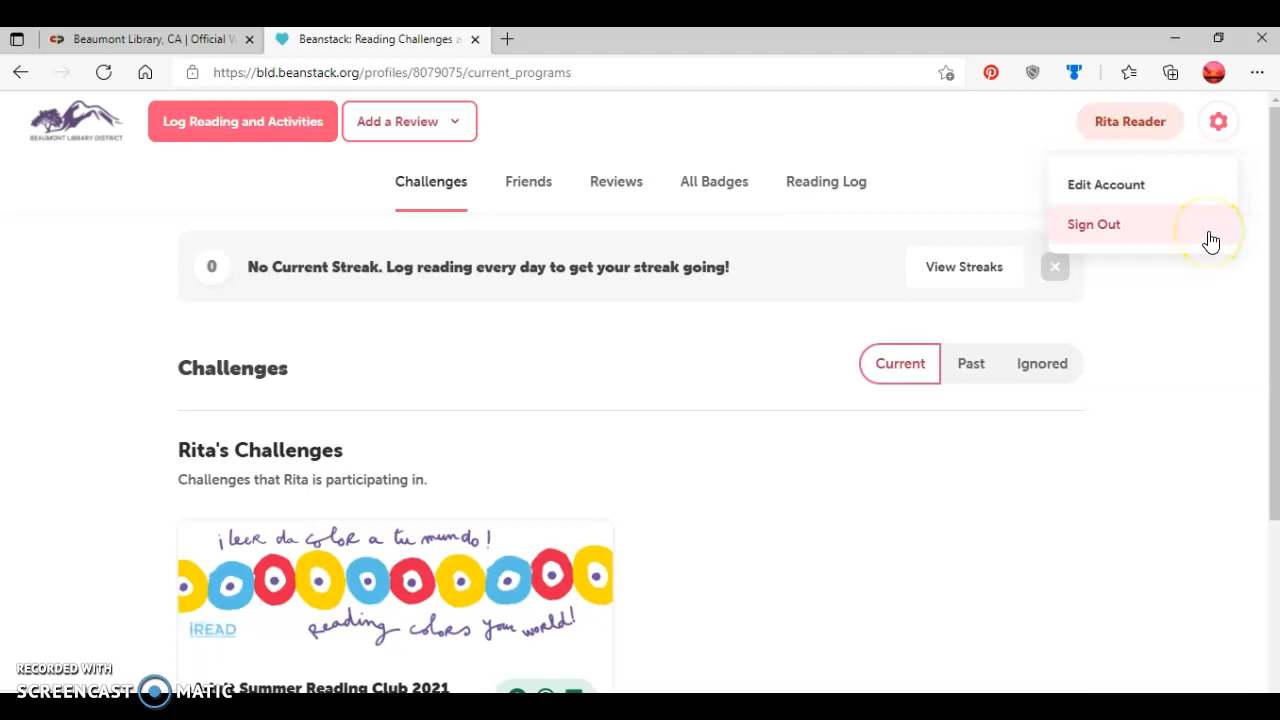 Beaumont Library, CA | Official W
Beanstack: Reading Challenges a
https://bld.beanstack.org/profiles/8079075/current_programs
BEAUMONT LIBRARY DISTRICT
Log Reading and Activities
Add a Review
Rita Reader
Challenges
Friends
Reviews
All Badges
Reading Log
Edit Account
Sign Out
0
No Current Streak. Log reading every day to get your streak going!
View Streaks
Challenges
Current
Past
Ignored
Rita's Challenges
Challenges that Rita is participating in.
¡leer da color a tu mundo!
iREAD
reading colors your world!
Summer Reading Club 2021
RECORDED WITH
SCREENCAST MATIC